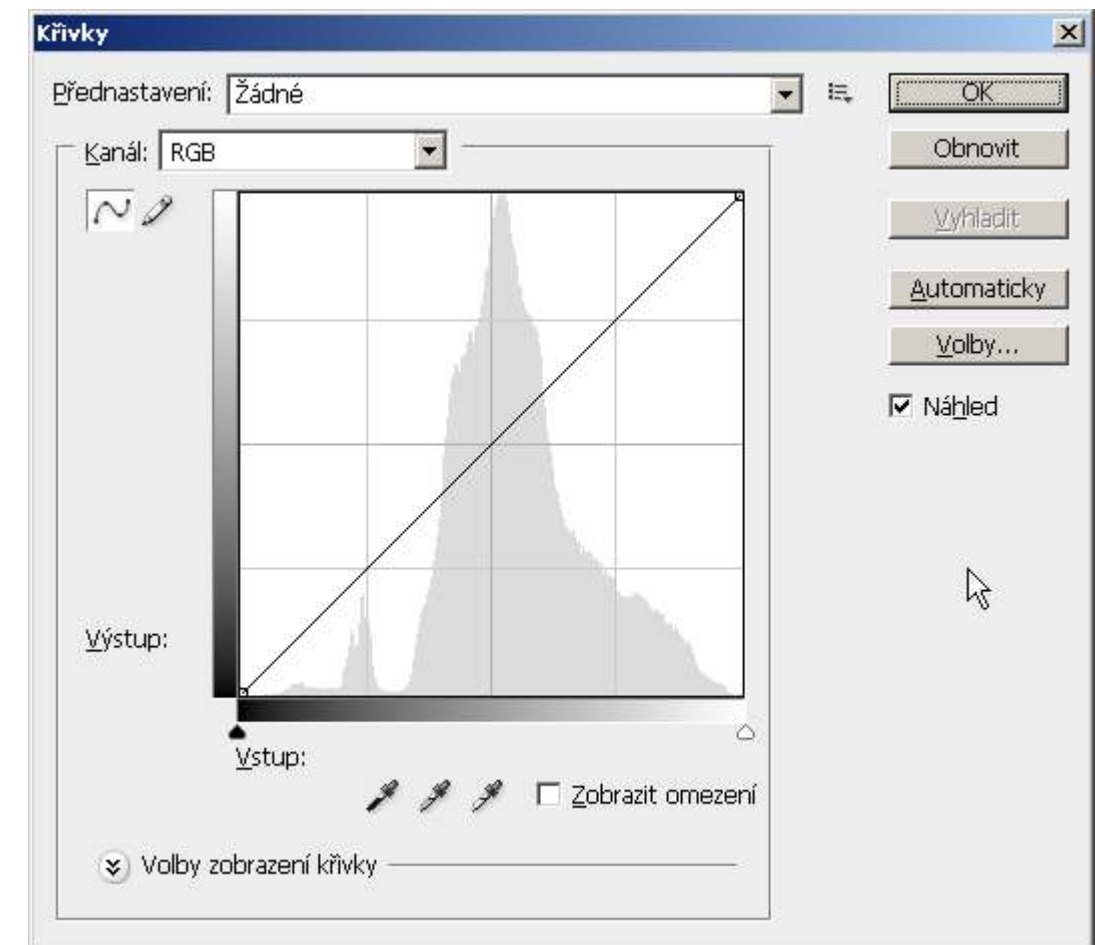 Křivky
Přednastavení: Žádné
OK
Kanál: RGB
Obnovit
Vyhladit
Automaticky
Volby...
Náhled
Výstup:
Vstup:
Zobrazit omezení
Volby zobrazení křivky